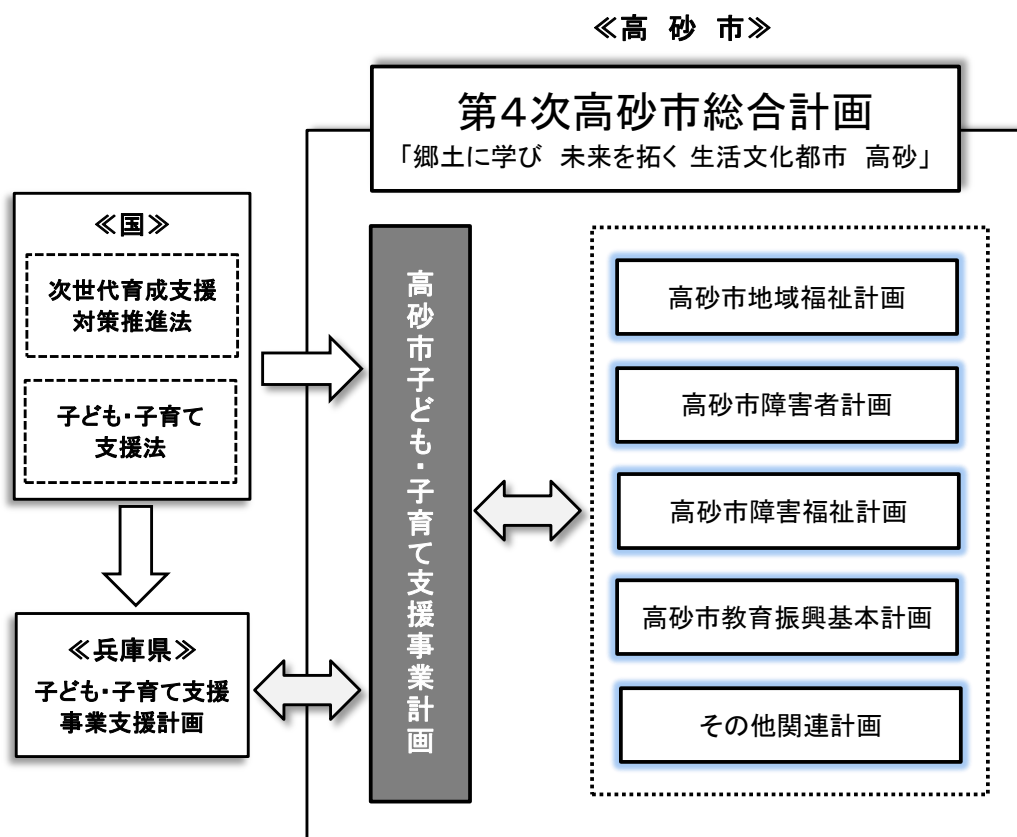 ≪高 砂 市≫
第4次高砂市総合計画
「郷土に学び 未来を拓く 生活文化都市 高砂」
≪国≫
次世代育成支援
対策推進法
子ども・子育て
支援法
≪兵庫県≫
子ども・子育て支援
事業支援計画
高砂市子ども・子育て支援事業計画
高砂市地域福祉計画
高砂市障害者計画
高砂市障害福祉計画
高砂市教育振興基本計画
その他関連計画